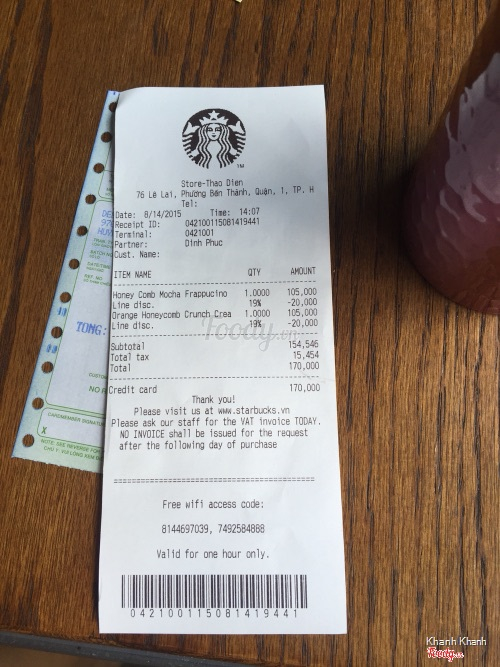 TM
Store-Thao Dien
76 Lê Lai, Phường Bến Thành, Quận, 1, TP. H
Tel:
Date: 8/14/2015 Time: 14:07
Receipt ID: 042100115081419441
Terminal: 0421001
Partner: Dinh Phuc
Cust. Name:
ITEM NAME QTY AMOUNT
Honey Comb Mocha Frappucino 1.0000 105,000
Line disc. 19% -20,000
Orange Honeycomb Crunch Crea 1.0000 105,000
Line disc. 19% -20,000
Foody.vn
Subtotal 154,546
Total tax 15,454
Total 170,000
Credit card 170,000
Thank you!
Please visit us at www.starbucks.vn
Please ask our staff for the VAT invoice TODAY.
NO INVOICE shall be issued for the request
after the following day of purchase
Free wifi access code:
8144697039, 7492584888
Valid for one hour only.
042100115081419441
TONG:
X
Khanh Khanh
Foody.vn